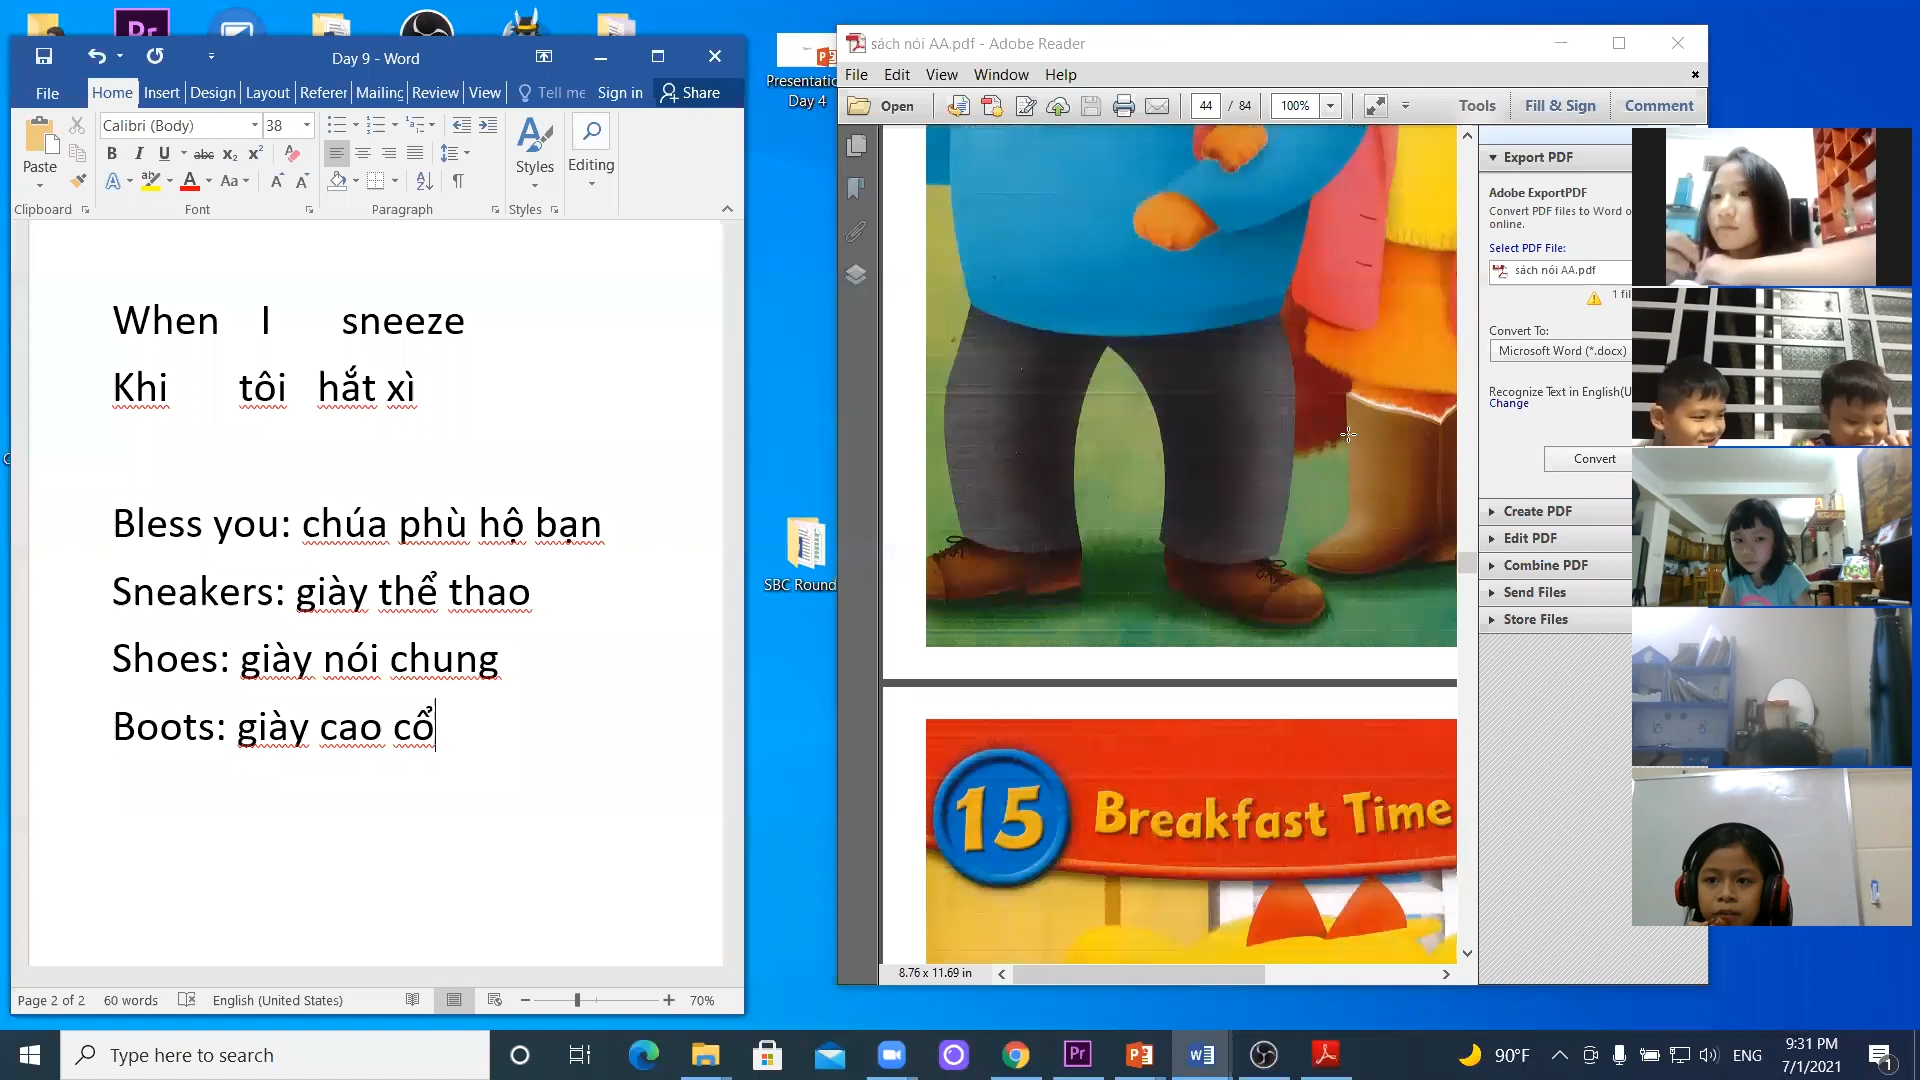 Day 9 - Word
File Home Insert Design Layout Referer Mailing Review View Tell me Sign in Share
Paste
Clipboard
Calibri (Body) 38
Font
Paragraph
Styles
Styles
Editing
When I sneeze
Khi tôi hắt xì
Bless you: chúa phù hộ bạn
Sneakers: giày thể thao
Shoes: giày nói chung
Boots: giày cao cổ
Page 2 of 2 60 words English (United States) 70%
Presentatio
Day 4
SBC Round
sách nói AA.pdf - Adobe Reader
File Edit View Window Help
Open 44 / 84 100% Tools Fill & Sign Comment
15 Breakfast Time
8.76 x 11.69 in
Export PDF
Adobe ExportPDF
Convert PDF files to Word o
online.
Select PDF File:
sách nói AA.pdf
1 fil
Convert To:
Microsoft Word (*.docx)
Recognize Text in English(U
Change
Convert
Create PDF
Edit PDF
Combine PDF
Send Files
Store Files
Type here to search
90°F ENG
9:31 PM
7/1/2021
1